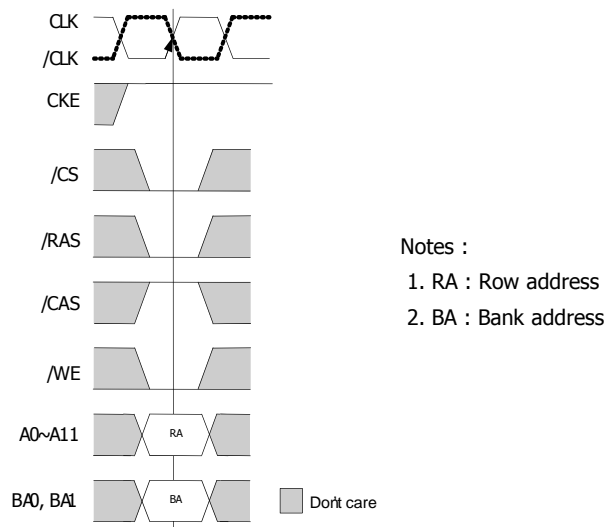 CLK
/CLK
CKE
/CS
/RAS
/CAS
/WE
A0~A11 RA
BA0, BA1 BA
Don't care
Notes :
1. RA : Row address
2. BA : Bank address